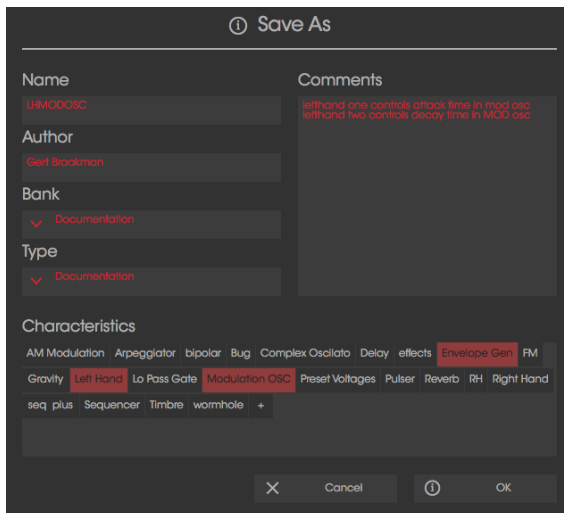 Save As
Name
LHMODOSC
Author
Gert Braakman
Bank
Documentation
Type
Documentation
Comments
lefthand one controls attack time in mod osc
lefthand two controls decay time in MOD osc
Characteristics
AM Modulation Arpeggiator bipolar Bug Complex Oscilato Delay effects Envelope Gen FM
Gravity Left Hand Lo Pass Gate Modulation OSC Preset Voltages Pulser Reverb RH Right Hand
seq plus Sequencer Timbre wormhole +
Cancel OK